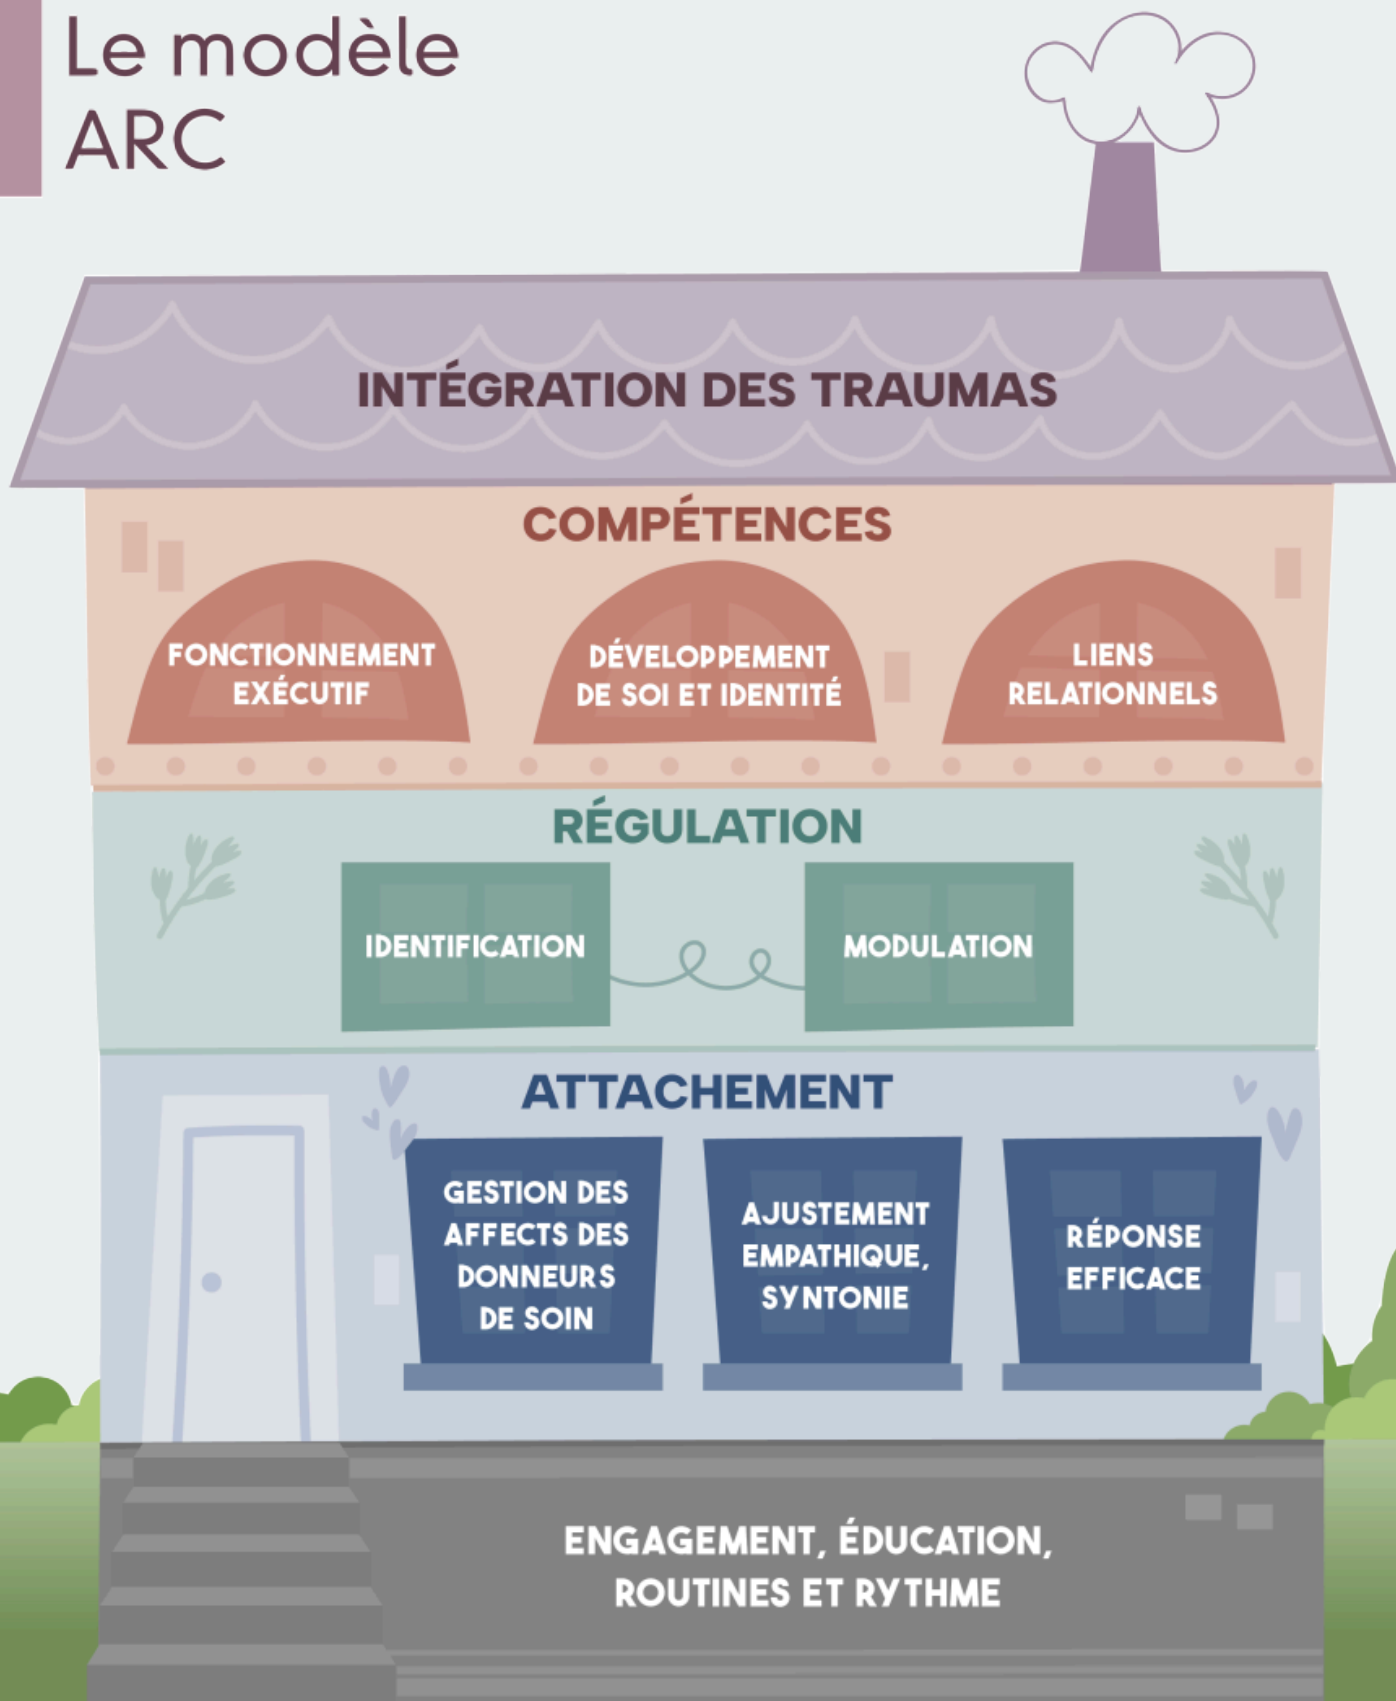 Le modèle
ARC
INTÉGRATION DES TRAUMAS
COMPÉTENCES
FONCTIONNEMENT
EXÉCUTIF
DÉVELOPPEMENT
DE SOI ET IDENTITÉ
LIENS
RELATIONNELS
RÉGULATION
IDENTIFICATION
MODULATION
ATTACHEMENT
GESTION DES
AFFECTS DES
DONNEURS
DE SOIN
AJUSTEMENT
EMPATHIQUE,
SYNTONIE
RÉPONSE
EFFICACE
ENGAGEMENT, ÉDUCATION,
ROUTINES ET RYTHME